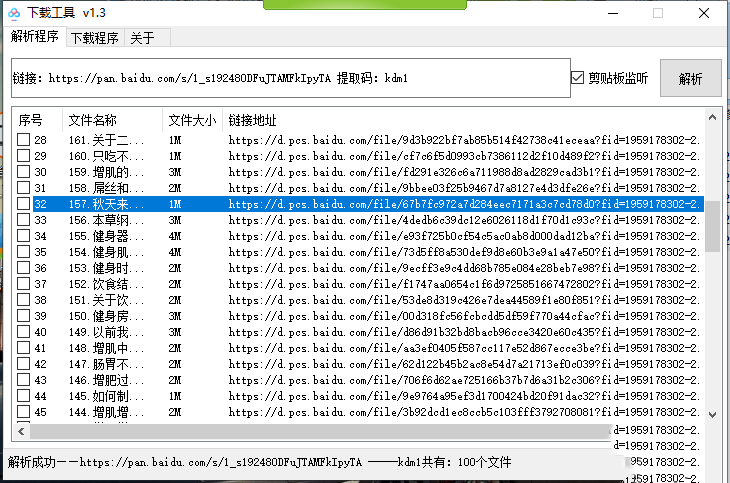 下载工具 v1.3
解析程序 下载程序 关于
链接: https://pan.baidu.com/s/1_s192480DFuJTAMFkIpyTA 提取码: kdm1 剪贴板监听 解析
序号 文件名称 文件大小 链接地址
28 161.关于二... 1M https://d.pcs.baidu.com/file/9d3b922bf7ab85b514f42738c41eceaa?fid=1959178302-2.
29 160.只吃不... 1M https://d.pcs.baidu.com/file/cf7c6f5d0993cb7386112d2f10d489f2?fid=1959178302-2.
30 159.增肌的... 3M https://d.pcs.baidu.com/file/fd291e326c6a711988d8ad2829cad3b1?fid=1959178302-2.
31 158.屌丝和... 2M https://d.pcs.baidu.com/file/9bbee03f25b9467d7a8127e4d3dfe26e?fid=1959178302-2.
32 157.秋天来... 1M https://d.pcs.baidu.com/file/67b7fc972a7d284eec7171a3c7cd78d0?fid=1959178302-2.
33 156.本草纲... 3M https://d.pcs.baidu.com/file/4dedb6c39dc12e6026118d1f70d1c93c?fid=1959178302-2.
34 155.健身器... 4M https://d.pcs.baidu.com/file/e93f725b0cf54c5ac0ab8d000dad12ba?fid=1959178302-2.
35 154.健身肌... 4M https://d.pcs.baidu.com/file/73d5ff8a530def9d8e60b3e9a1a47e50?fid=1959178302-2.
36 153.健身时... 2M https://d.pcs.baidu.com/file/9ecff3e9c4dd68b785e084e28beb7e98?fid=1959178302-2.
37 152.饮食结... 2M https://d.pcs.baidu.com/file/f1747aa0654c1f6d9725851667472802?fid=1959178302-2.
38 151.关于饮... 2M https://d.pcs.baidu.com/file/53de8d319c426e7dea44589f1e80f851?fid=1959178302-2.
39 150.健身房... 3M https://d.pcs.baidu.com/file/00d318fc56fcbcdd5df59f770a44cfac?fid=1959178302-2.
40 149.以前我... 3M https://d.pcs.baidu.com/file/d86d91b32bd8bacb96cce3420e60c435?fid=1959178302-2.
41 148.增肌中... 2M https://d.pcs.baidu.com/file/aa3ef0405f587cc117e52d867ecce3be?fid=1959178302-2.
42 147.肠胃不... 2M https://d.pcs.baidu.com/file/62d122b45b2ac8e54d7a21713ef0c039?fid=1959178302-2.
43 146.增肥过... 2M https://d.pcs.baidu.com/file/706f6d62ae725166b37b7d6a31b2c306?fid=1959178302-2.
44 145.如何制... 1M https://d.pcs.baidu.com/file/9e9764a95ef3d1700424bd20f91dac32?fid=1959178302-2.
45 144.增肌增... 2M https://d.pcs.baidu.com/file/3b92dcd1ec8ccb5c103fff3792708081?fid=1959178302-2.
id=1959178302-2.
id=1959178302-2.
解析成功——https://pan.baidu.com/s/1_s192480DFuJTAMFkIpyTA ——kdm1共有: 100个文件
d=1959178302-2.
id=1959178302-2.